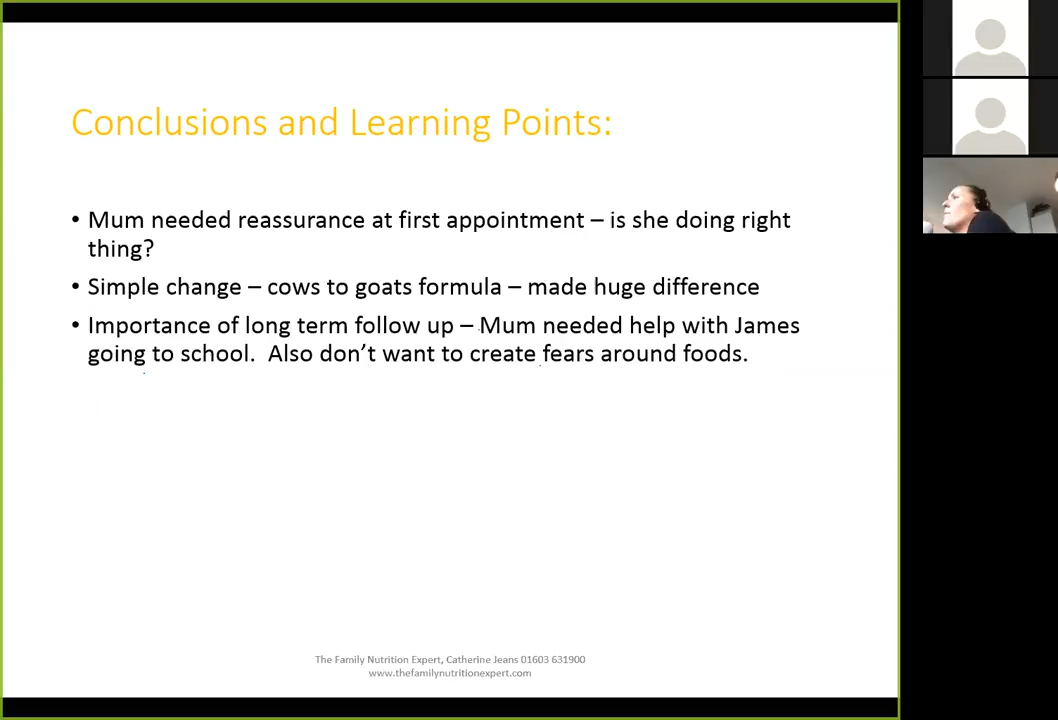 Conclusions and Learning Points:
• Mum needed reassurance at first appointment – is she doing right
thing?
• Simple change – cows to goats formula – made huge difference
• Importance of long term follow up – Mum needed help with James
going to school.  Also don’t want to create fears around foods.
The Family Nutrition Expert, Catherine Jeans 01603 631900
www.thefamilynutritionexpert.com